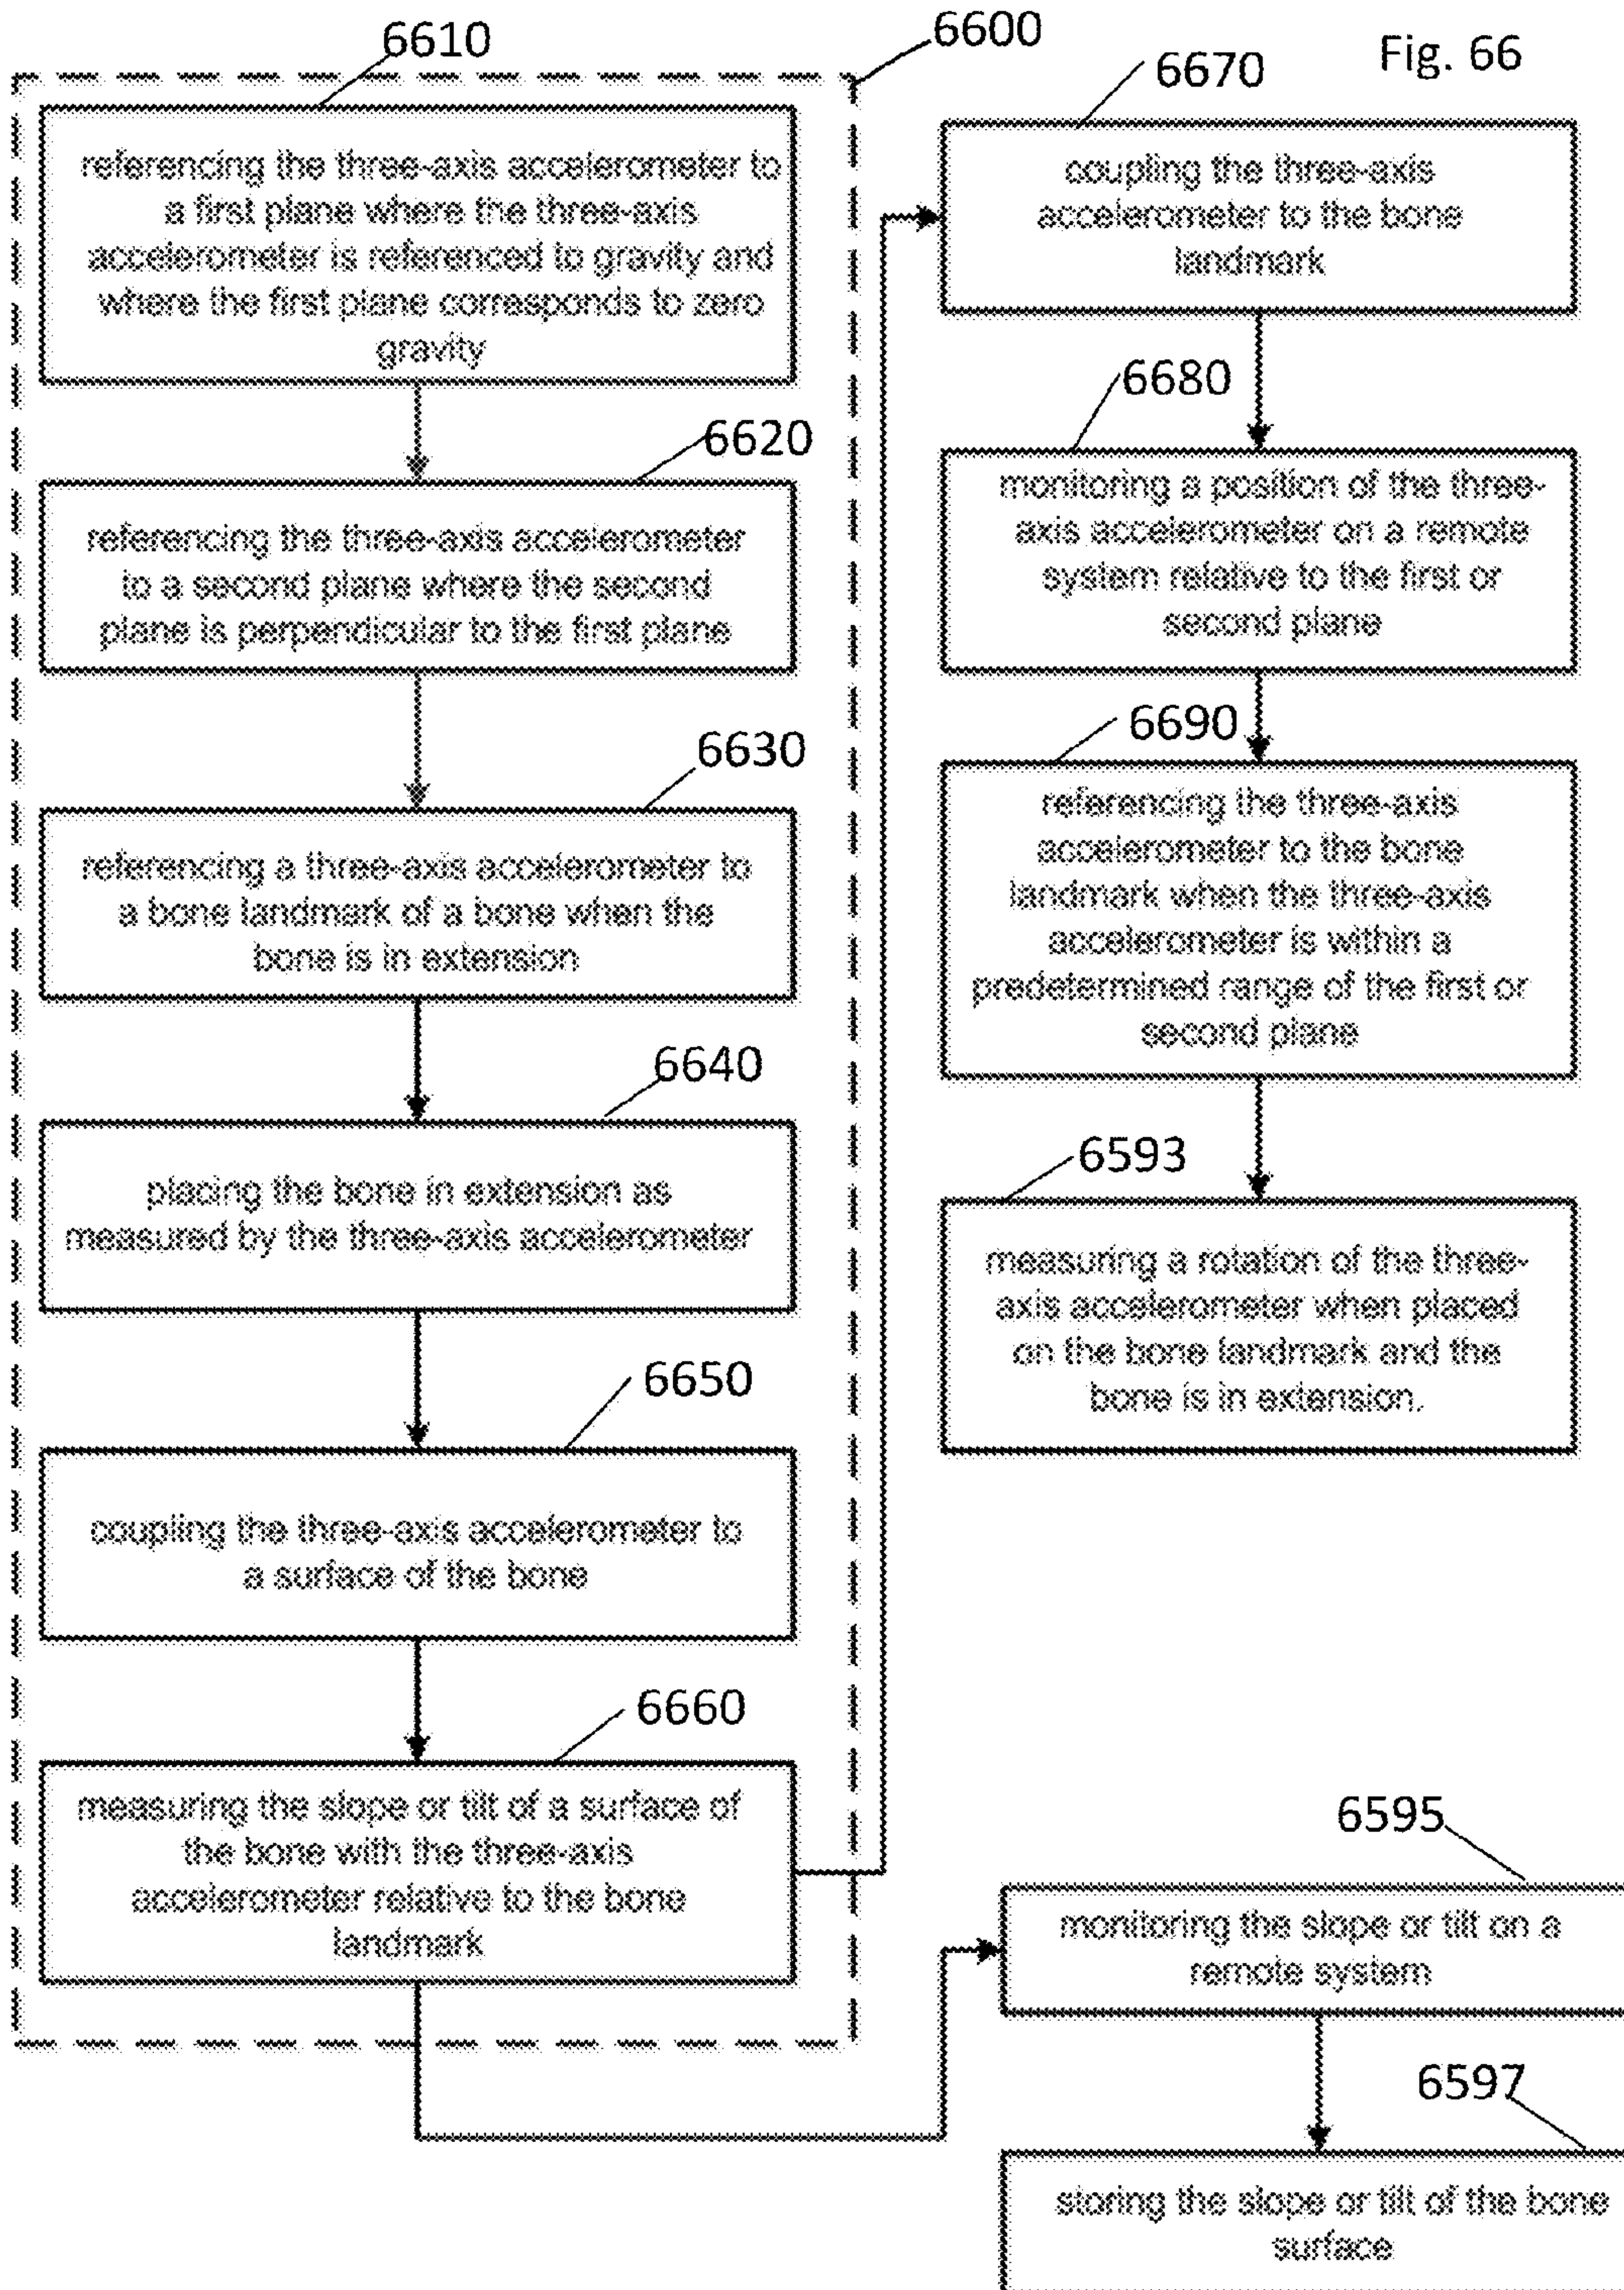 6610
6600
Fig. 66
referencing the three-axis accelerometer to
a first plane where the three-axis
accelerometer is referenced to gravity and
where the first plane corresponds to zero
gravity
6620
referencing the three-axis accelerometer
to a second plane where the second
plane is perpendicular to the first plane
6630
referencing a three-axis accelerometer to
a bone landmark of a bone when the
bone is in extension
6640
placing the bone in extension as
measured by the three-axis accelerometer
6650
coupling the three-axis accelerometer to
a surface of the bone
6660
measuring the slope or tilt of a surface of
the bone with the three-axis
accelerometer relative to the bone
landmark
6670
coupling the three-axis
accelerometer to the bone
landmark
6680
monitoring a position of the three-
axis accelerometer on a remote
system relative to the first or
second plane
6690
referencing the three-axis
accelerometer to the bone
landmark when the three-axis
accelerometer is within a
predetermined range of the first or
second plane
6593
measuring a rotation of the three-
axis accelerometer when placed
on the bone landmark and the
bone is in extension.
6595
monitoring the slope or tilt on a
remote system
6597
storing the slope or tilt of the bone
surface